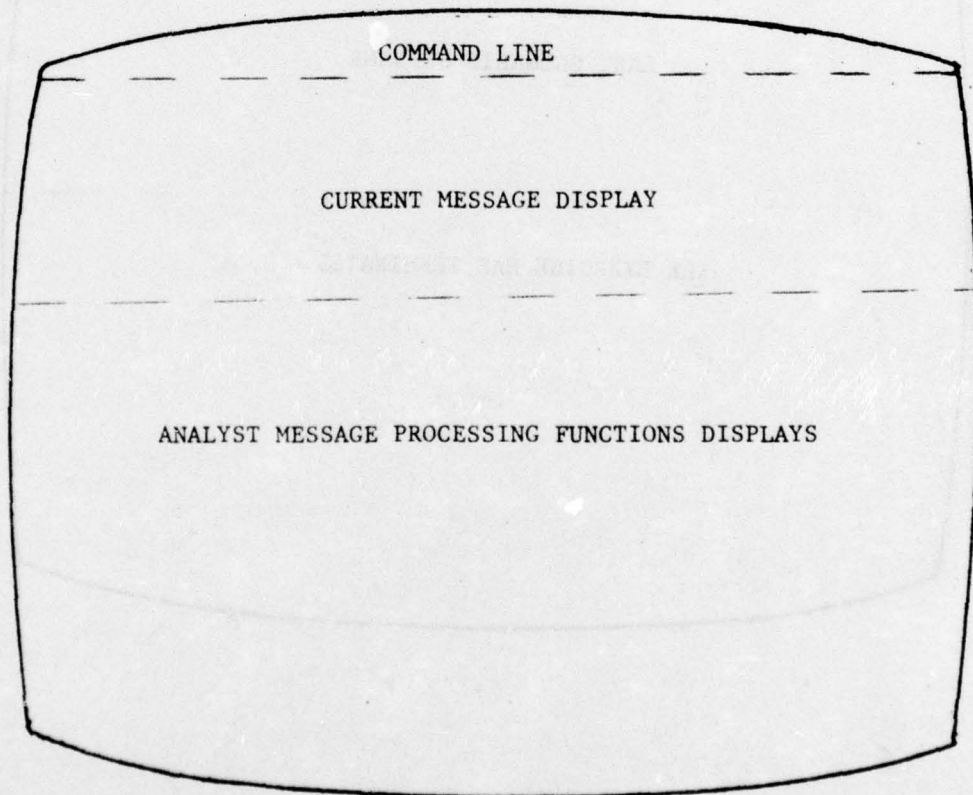 COMMAND LINE
CURRENT MESSAGE DISPLAY
ANALYST MESSAGE PROCESSING FUNCTIONS DISPLAYS